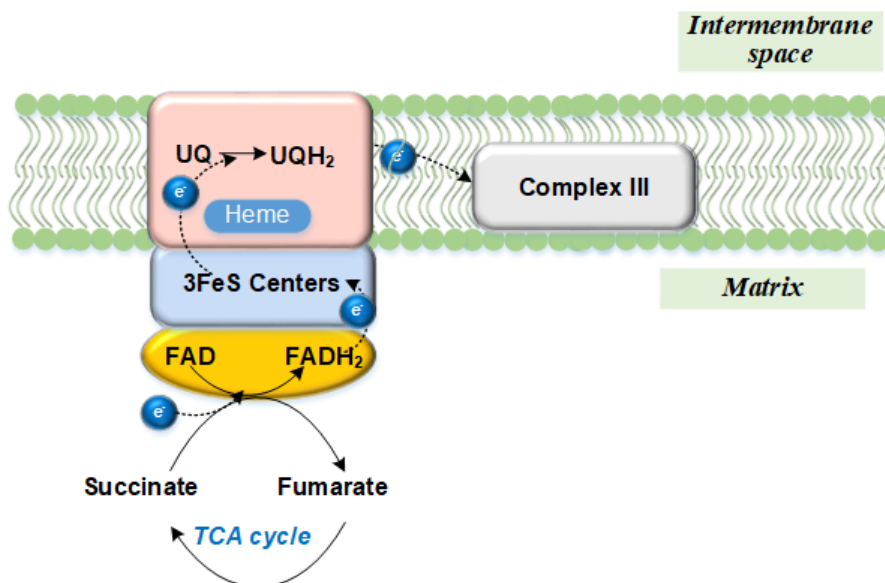 Intermembrane
space
UQ
UQH₂
e⁻
e⁻
Heme
Complex III
3FeS Centers
Matrix
e⁻
FAD
FADH₂
e⁻
Succinate
Fumarate
TCA cycle